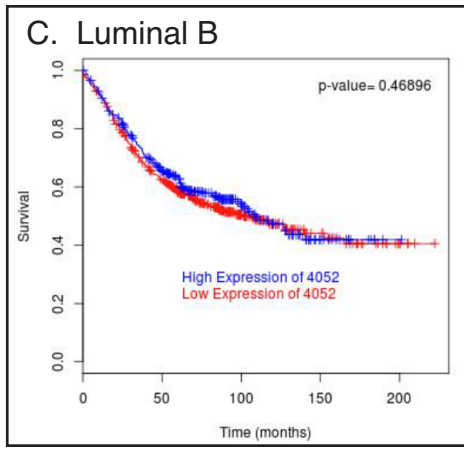 C. Luminal B
p-value= 0.46896
1.0
0.8
0.6
0.4
0.2
0.0
Survival
High Expression of 4052
Low Expression of 4052
0 50 100 150 200
Time (months)